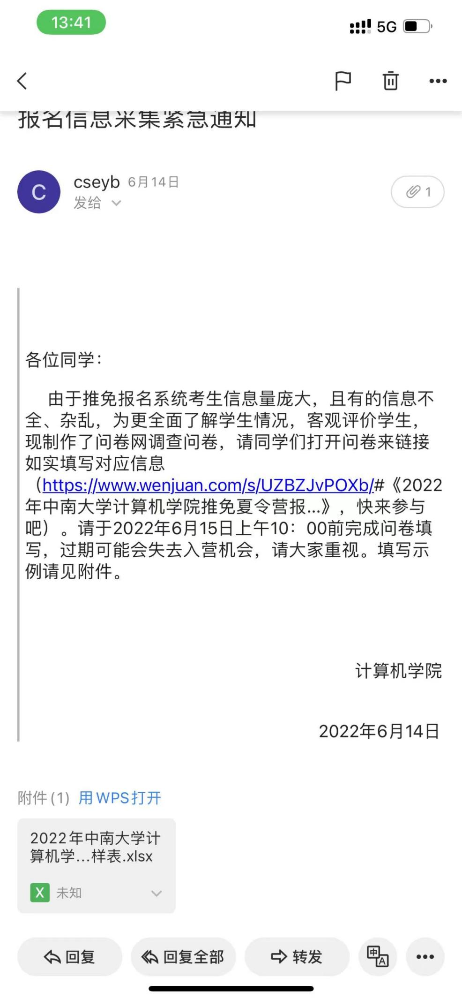 13:41
5G
报名信息采集紧急通知
C
cseyb 6月14日
发给
1
各位同学：
由于推免报名系统考生信息量庞大，且有的信息不
全、杂乱，为更全面了解学生情况，客观评价学生，
现制作了问卷网调查问卷，请同学们打开问卷来链接
如实填写对应信息
（https://www.wenjuan.com/s/UZBZJvPOXb/#《2022
年中南大学计算机学院推免夏令营报...》，快来参与
吧）。请于2022年6月15日上午10：00前完成问卷填
写，过期可能会失去入营机会，请大家重视。填写示
例请见附件。
计算机学院
2022年6月14日
附件(1) 用WPS打开
2022年中南大学计
算机学...样表.xlsx
X 未知
回复
回复全部
转发
中A